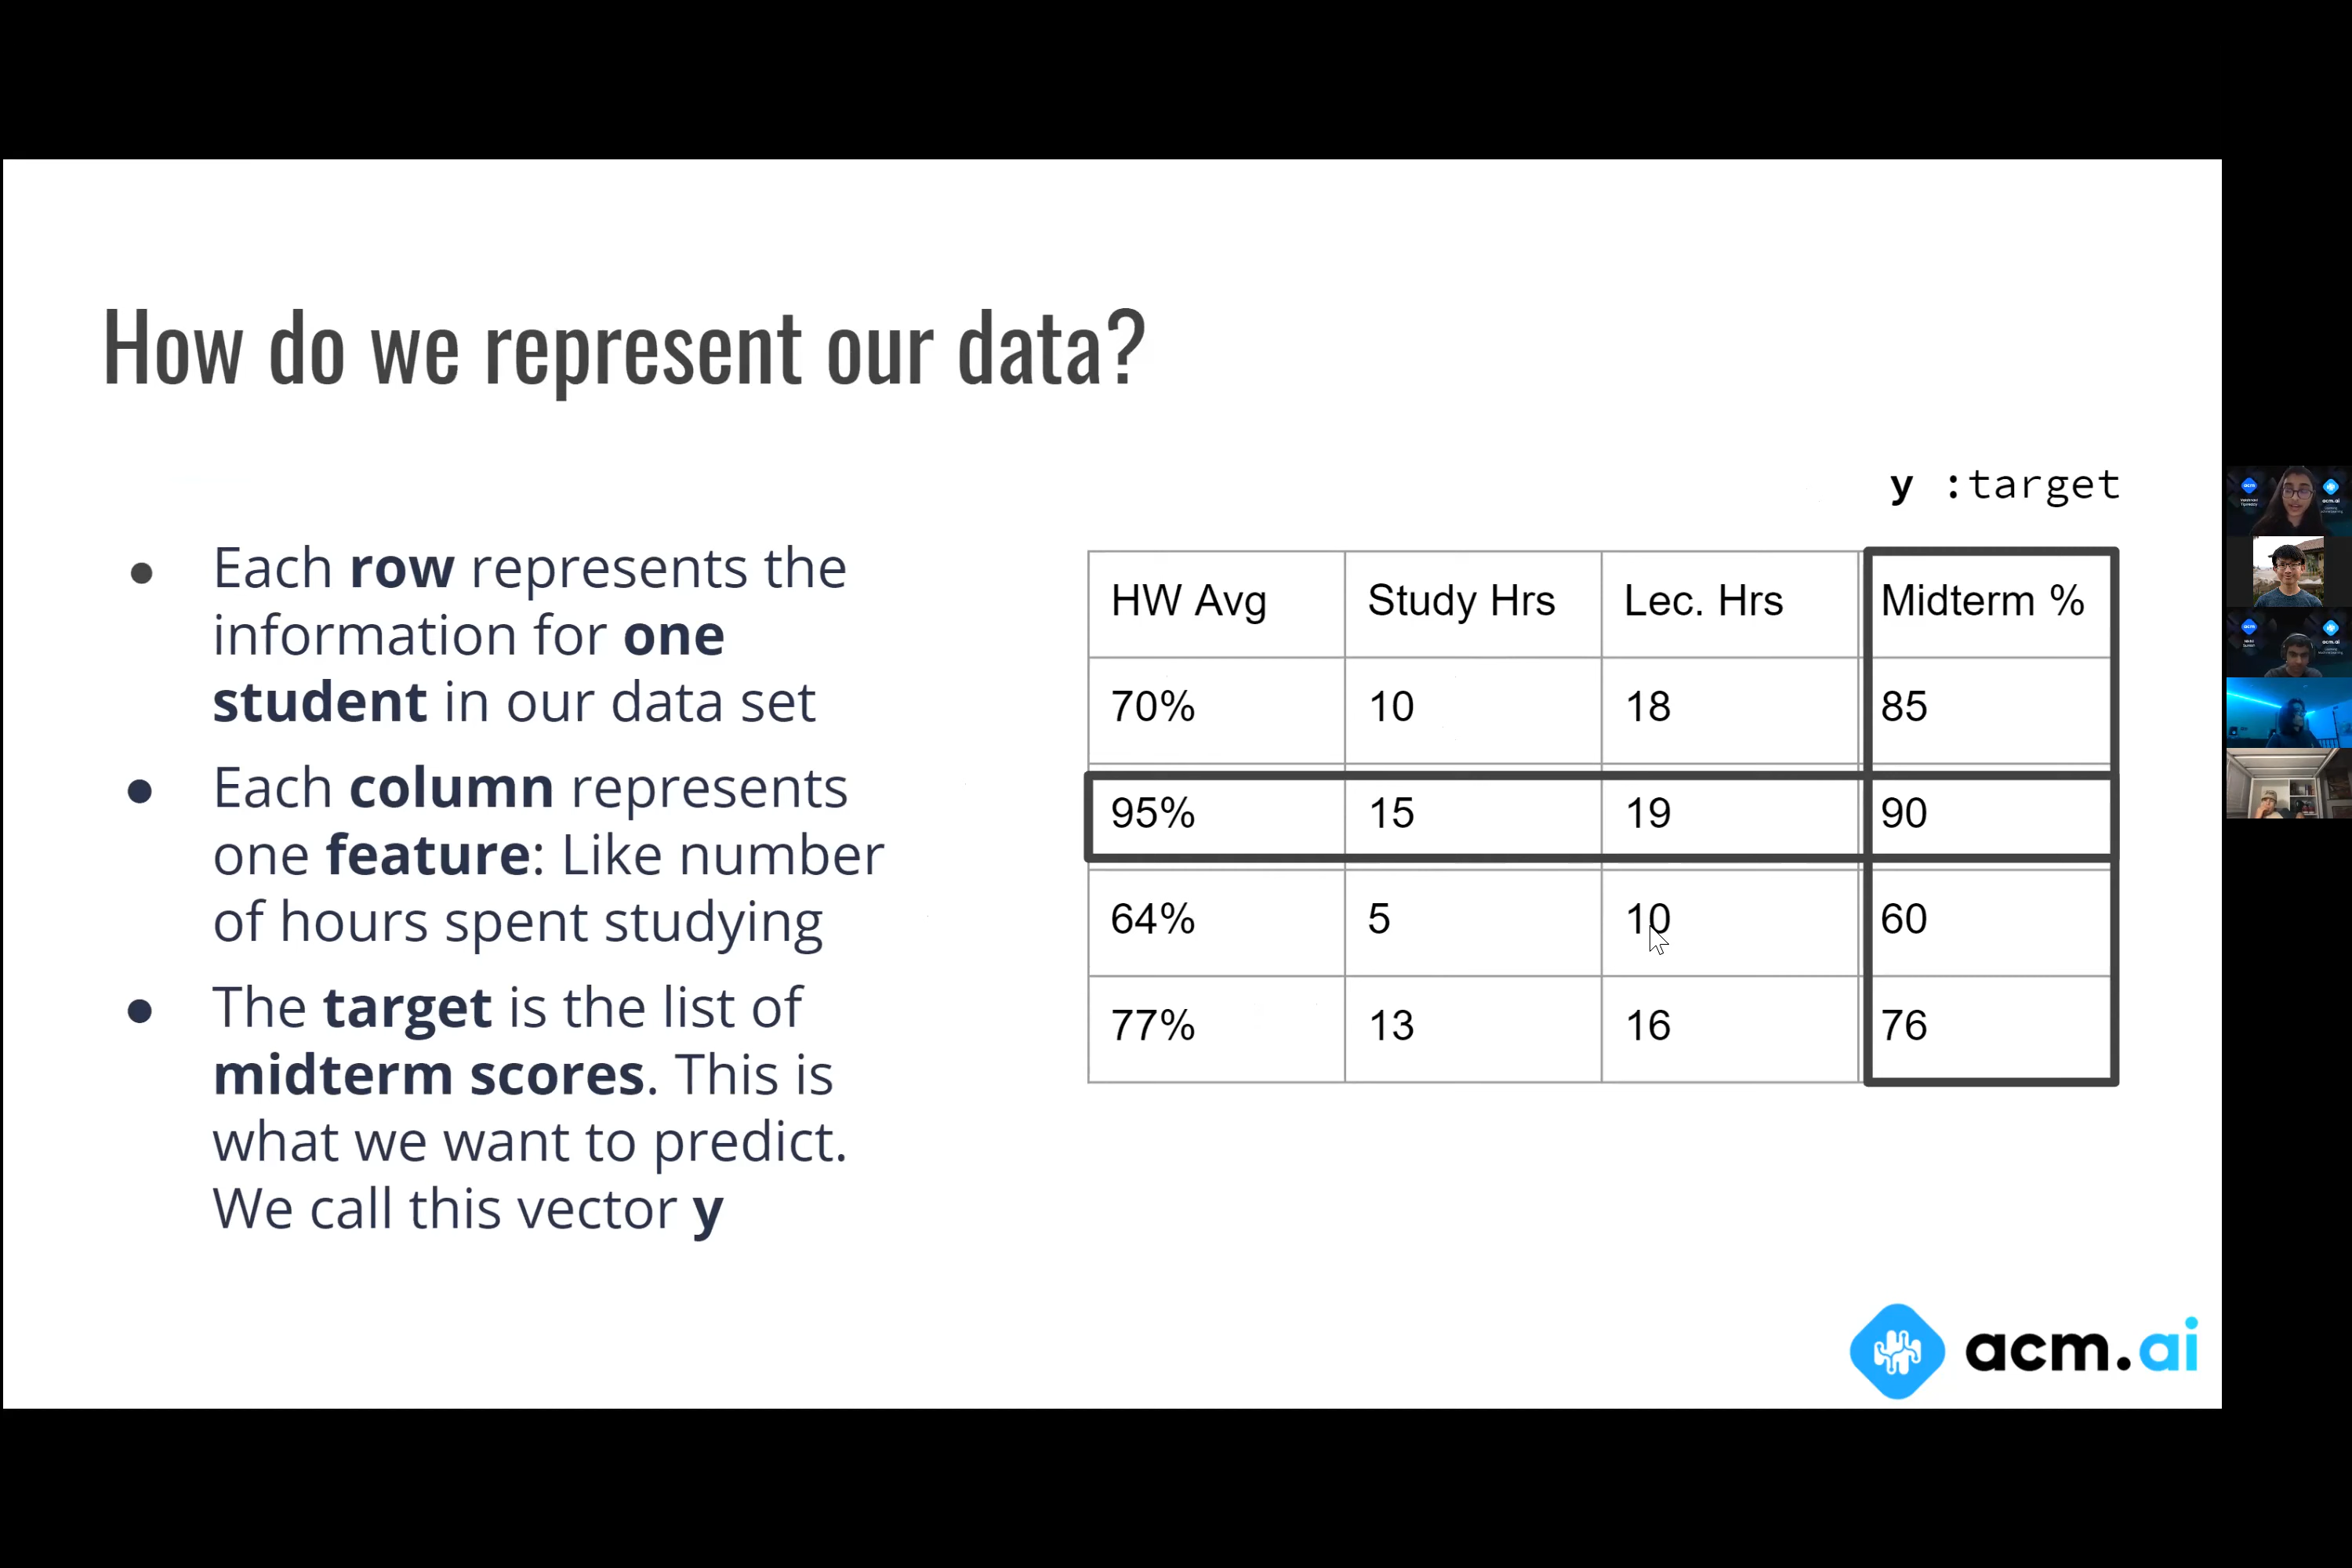 How do we represent our data?
y :target
Each row represents the
information for one
student in our data set
Each column represents
one feature: Like number
of hours spent studying
The target is the list of
midterm scores. This is
what we want to predict.
We call this vector y
HW Avg Study Hrs Lec. Hrs Midterm %
70% 10 18 85
95% 15 19 90
64% 5 10 60
77% 13 16 76
acm.ai